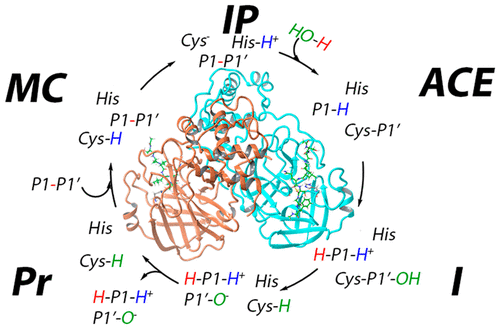 IP
Cys- His-H+
P1-P1′
HO-H
ACE
His
P1-H
Cys-P1′
His
H-P1-H+
Cys-P1′-OH
I
His
Cys-H
H-P1-H+
P1′-O-
H-P1-H+
P1′-O-
Pr
His
Cys-H
P1-P1′
MC
His
P1-P1′
Cys-H